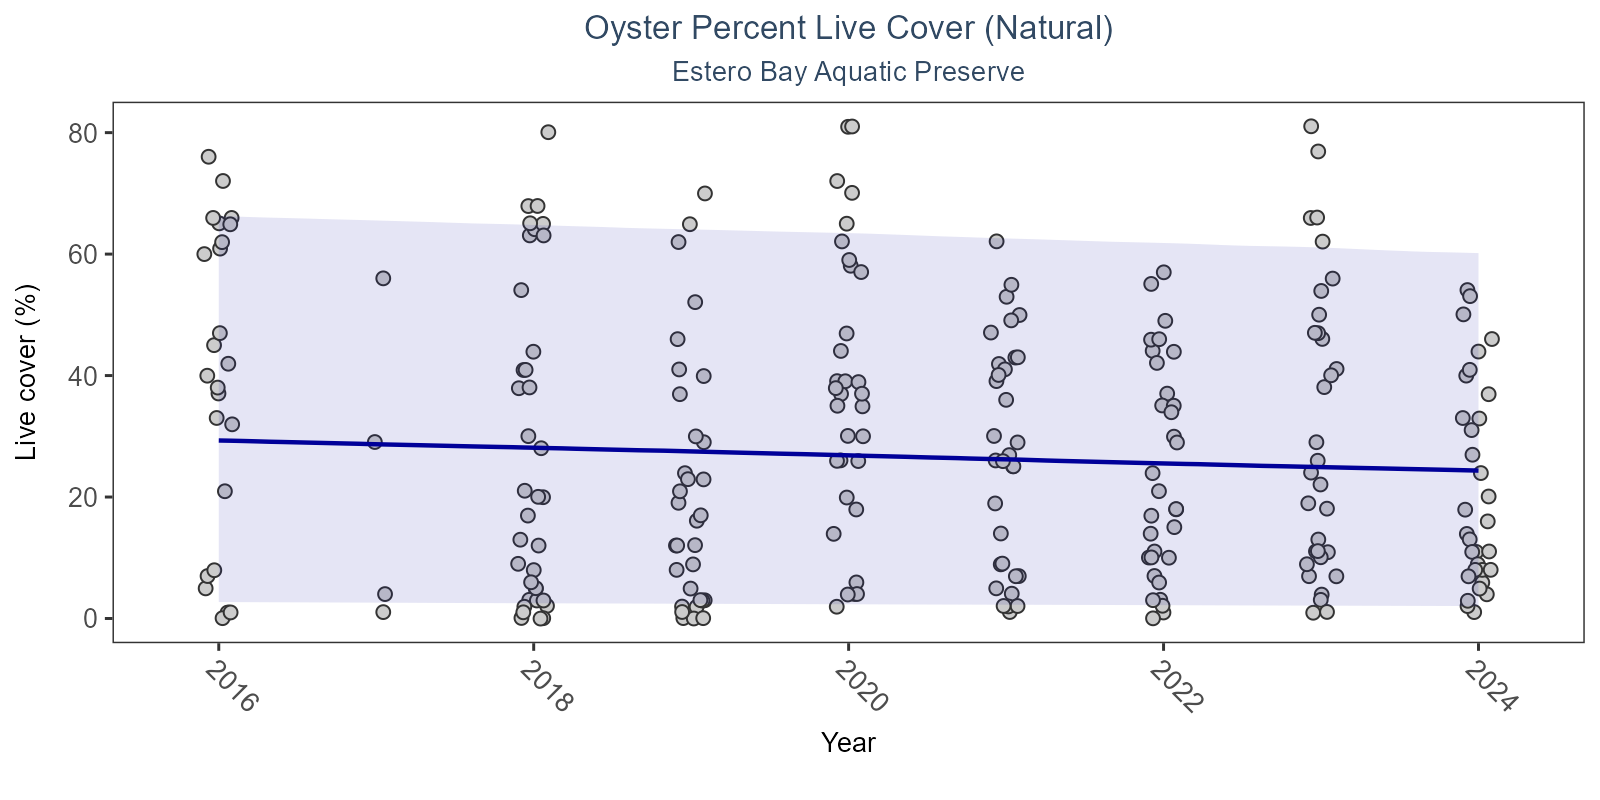 Oyster Percent Live Cover (Natural)
Estero Bay Aquatic Preserve
Live cover (%)
80
60
40
20
0
2016
2018
2020
2022
2024
Year